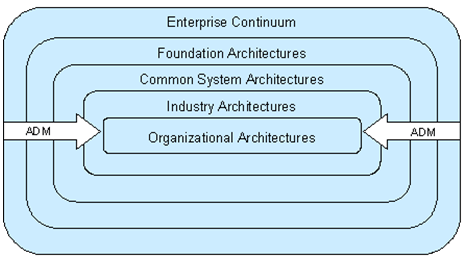 Enterprise Continuum
Foundation Architectures
Common System Architectures
Industry Architectures
Organizational Architectures
ADM
ADM